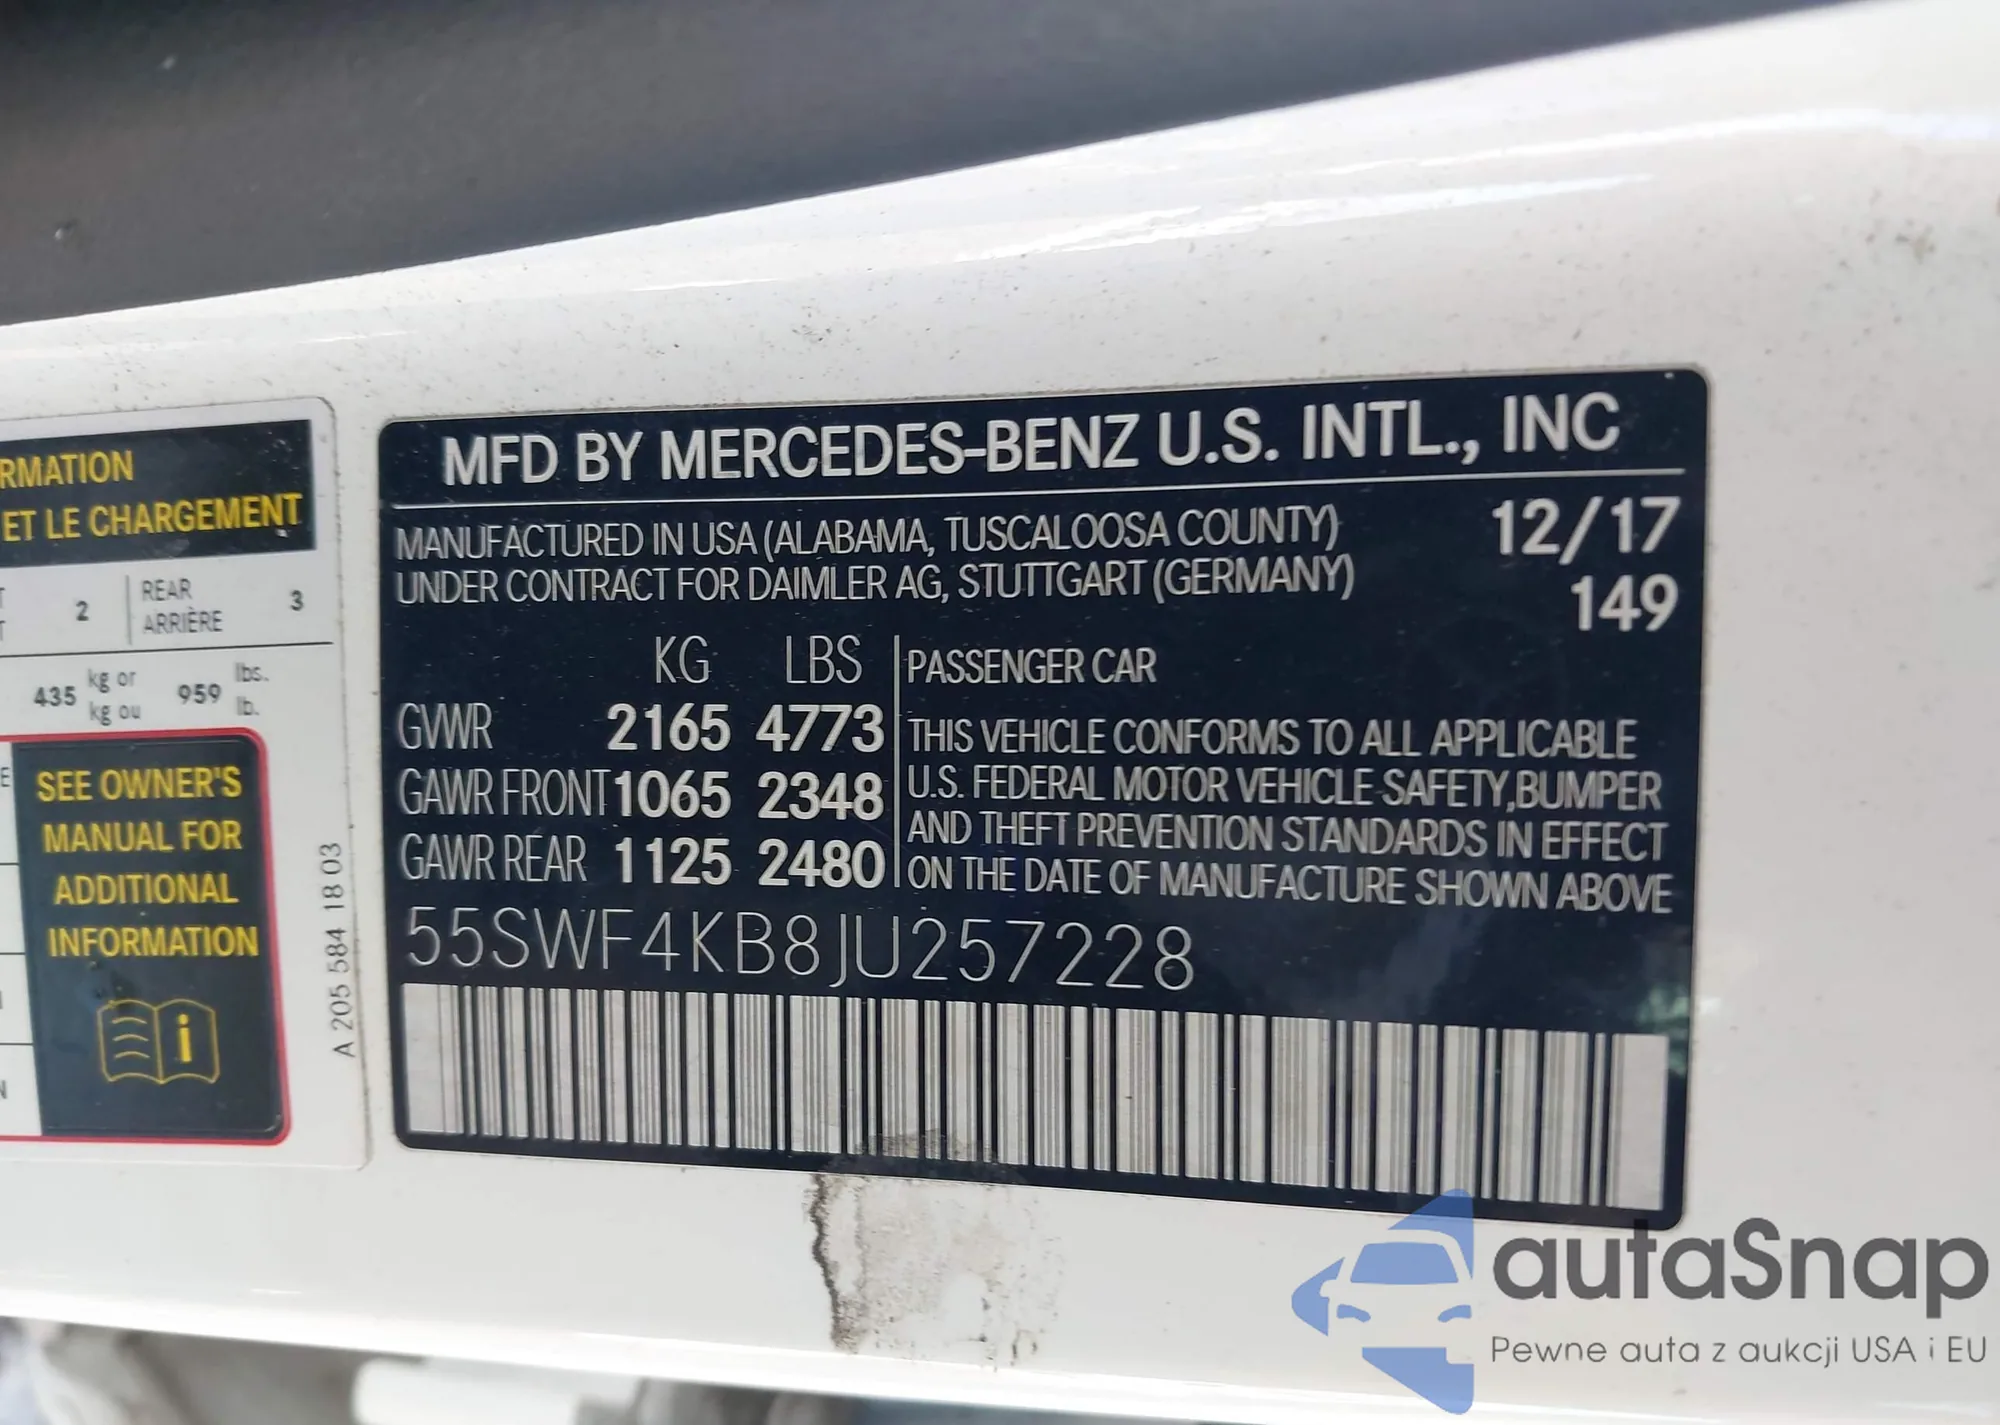 RMATION
ET LE CHARGEMENT
2
REAR
ARRIÈRE
3
435 kg or 959 lbs.
kg ou lb.
SEE OWNER'S
MANUAL FOR
ADDITIONAL
INFORMATION
A 205 584 18 03
MFD BY MERCEDES-BENZ U.S. INTL., INC
MANUFACTURED IN USA (ALABAMA, TUSCALOOSA COUNTY) 12/17
UNDER CONTRACT FOR DAIMLER AG, STUTTGART (GERMANY) 149
KG LBS
GVWR 2165 4773
GAWR FRONT 1065 2348
GAWR REAR 1125 2480
PASSENGER CAR
THIS VEHICLE CONFORMS TO ALL APPLICABLE
U.S. FEDERAL MOTOR VEHICLE SAFETY,BUMPER
AND THEFT PREVENTION STANDARDS IN EFFECT
ON THE DATE OF MANUFACTURE SHOWN ABOVE
55SWF4KB8JU257228
autaSnap
Pewne auta z aukcji USA i EU